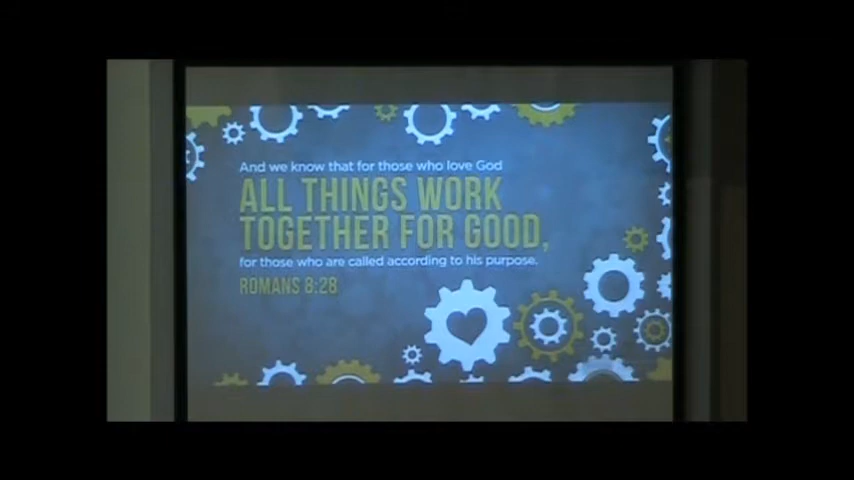 And we know that for those who love God
ALL THINGS WORK
TOGETHER FOR GOOD,
for those who are called according to his purpose.
ROMANS 8:28